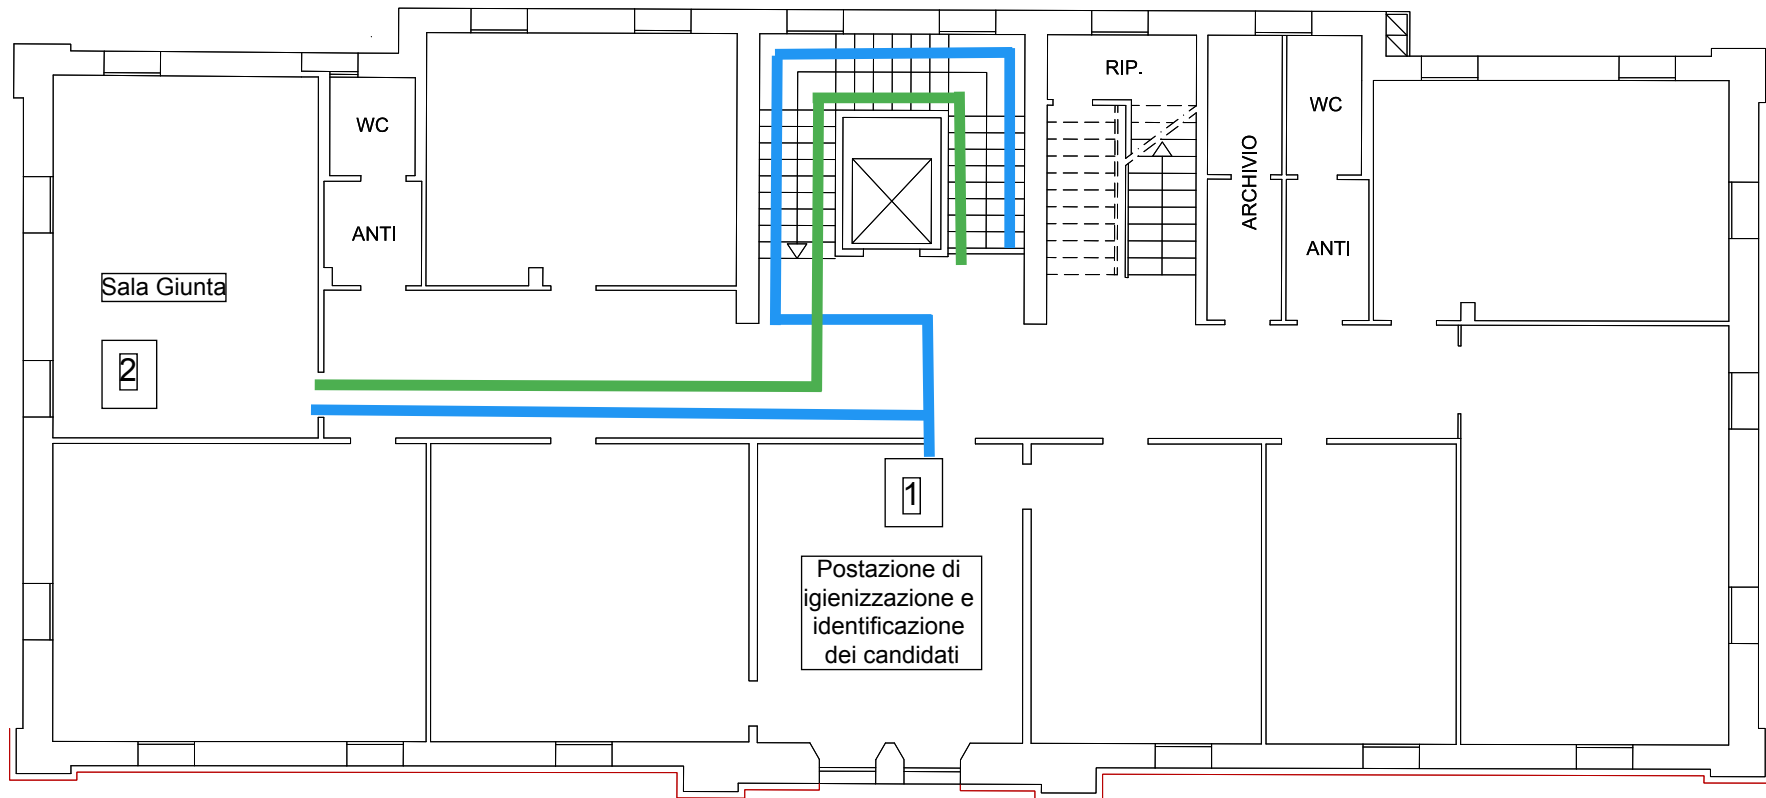 RIP.
WC
WC
ARCHIVIO
ANTI
ANTI
Sala Giunta
2
1
Postazione di
igienizzazione e
identificazione
dei candidati